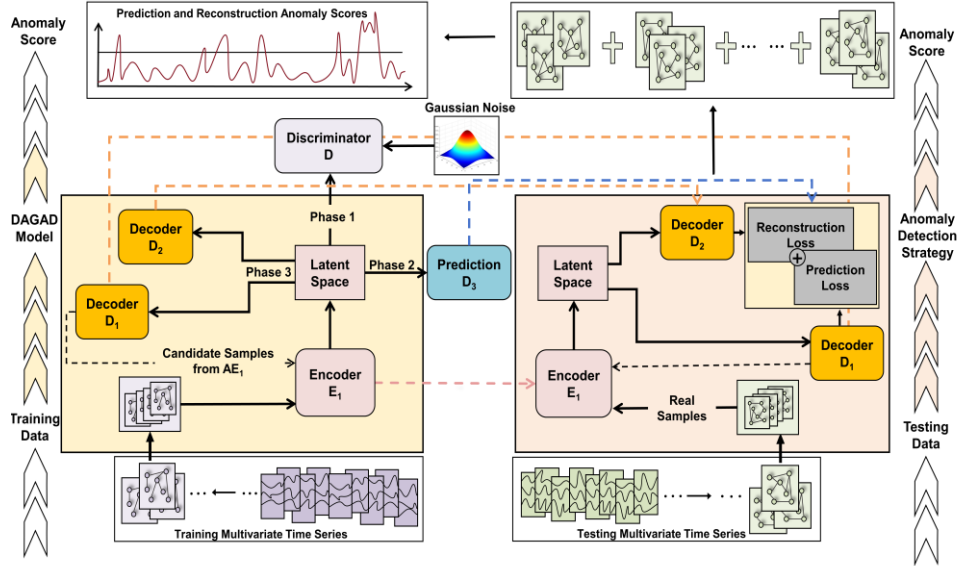 Anomaly
Score
Prediction and Reconstruction Anomaly Scores
Anomaly
Score
Gaussian Noise
Discriminator
D
DAGAD
Model
Phase 1
Decoder
D2
Phase 3
Latent
Space
Phase 2
Prediction
D3
Decoder
D1
Candidate Samples
from AE1
Encoder
E1
Training
Data
Training Multivariate Time Series
Decoder
D2
Reconstruction
Loss
+
Prediction
Loss
Latent
Space
Decoder
D1
Encoder
E1
Real
Samples
Anomaly
Detection
Strategy
Testing
Data
Testing Multivariate Time Series